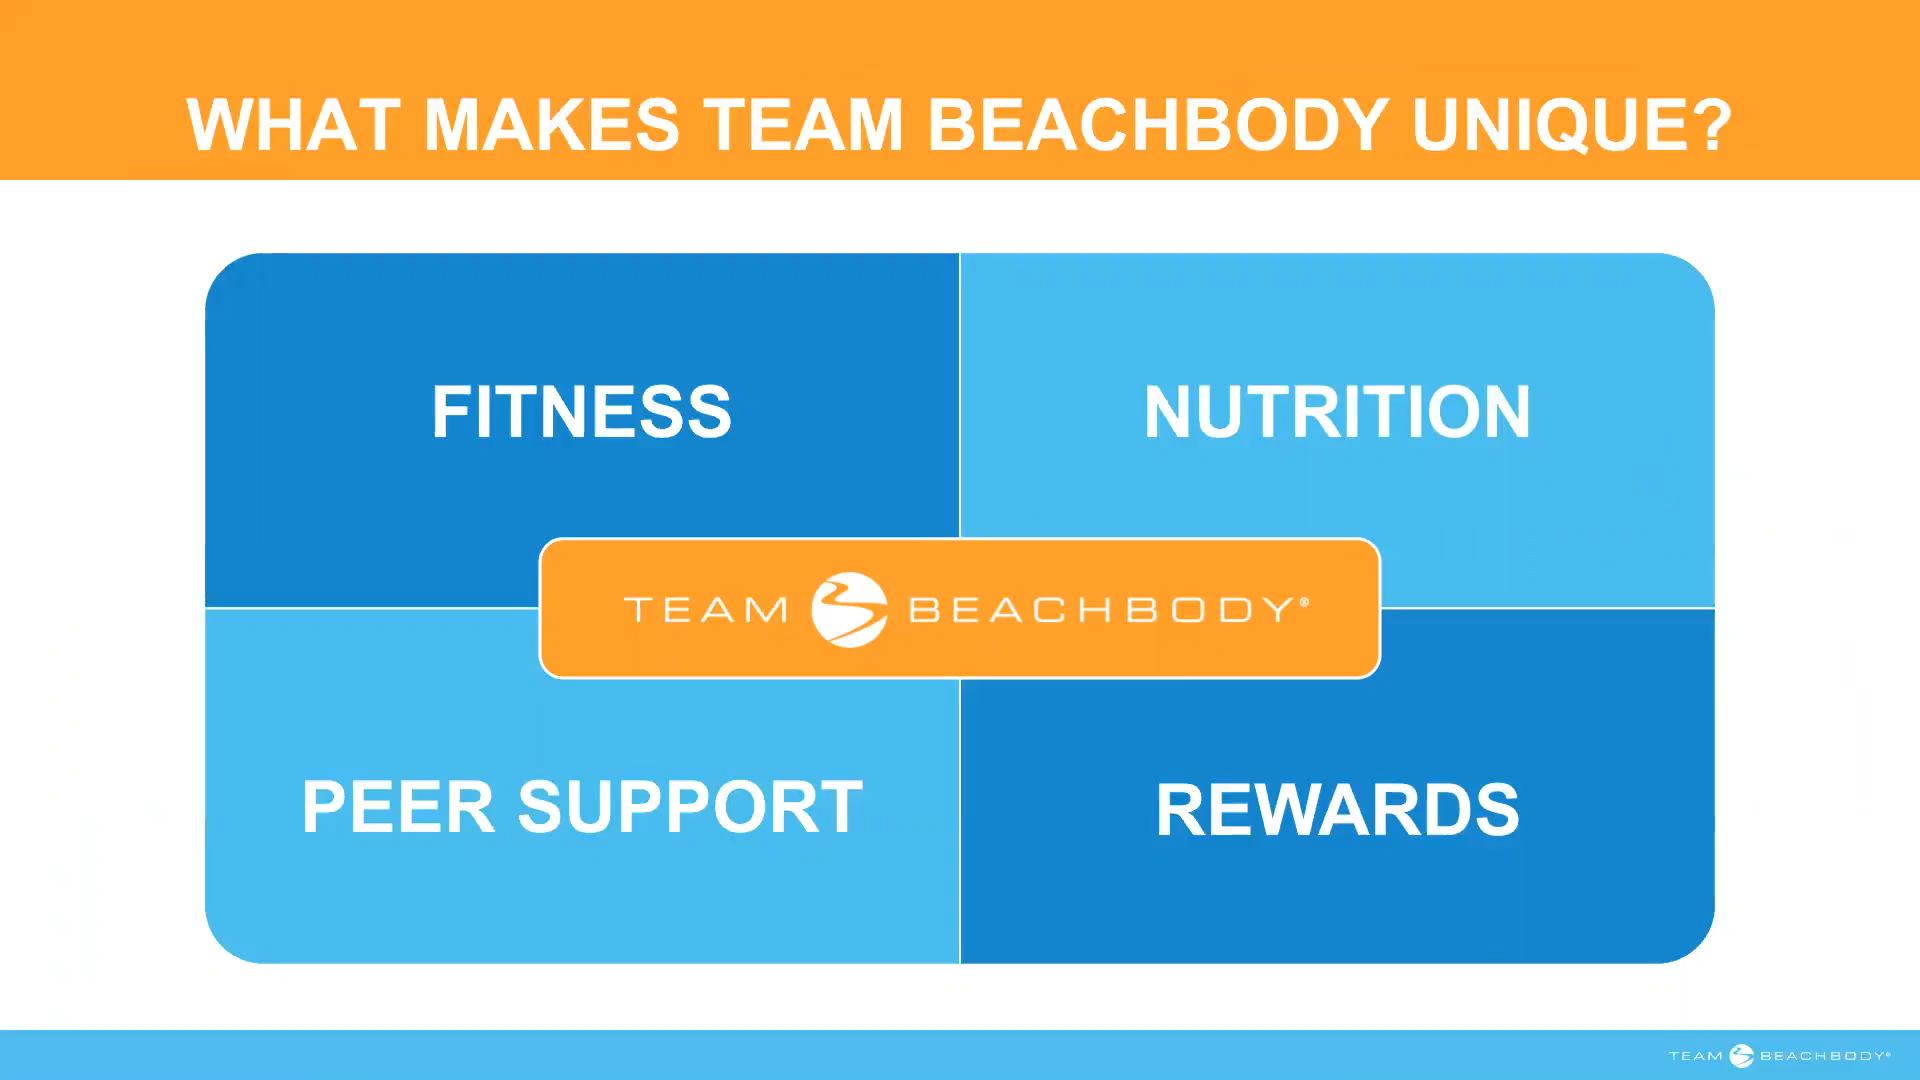 WHAT MAKES TEAM BEACHBODY UNIQUE?
FITNESS
NUTRITION
TEAM BEACHBODY®
PEER SUPPORT
REWARDS
TEAM BEACHBODY®